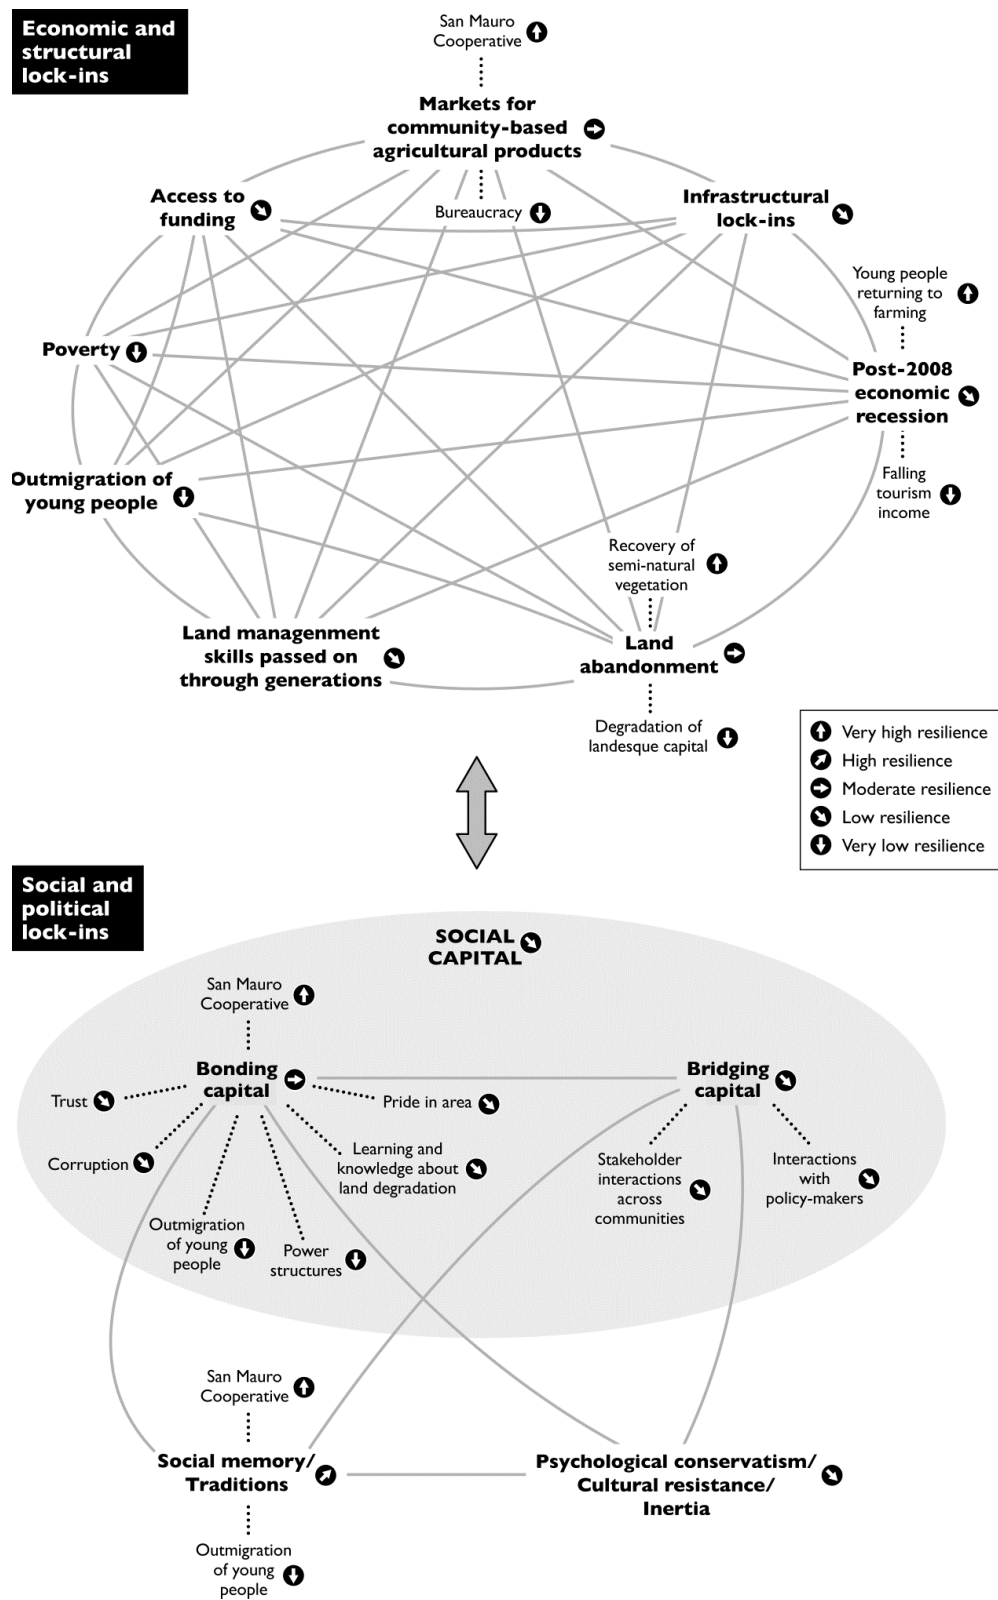 Economic and
structural
lock-ins
San Mauro
Cooperative
Markets for
community-based
agricultural products
Access to
funding
Bureaucracy
Infrastructural
lock-ins
Young people
returning to
farming
Poverty
Post-2008
economic
recession
Outmigration of
young people
Falling
tourism
income
Recovery of
semi-natural
vegetation
Land managenment
skills passed on
through generations
Land
abandonment
Degradation of
landesque capital
Very high resilience
High resilience
Moderate resilience
Low resilience
Very low resilience
Social and
political
lock-ins
SOCIAL
CAPITAL
San Mauro
Cooperative
Bonding
capital
Bridging
capital
Trust
Pride in area
Corruption
Learning and
knowledge about
land degradation
Stakeholder
interactions
across
communities
Interactions
with
policy-makers
Outmigration
of young
people
Power
structures
San Mauro
Cooperative
Social memory/
Traditions
Psychological conservatism/
Cultural resistance/
Inertia
Outmigration
of young
people